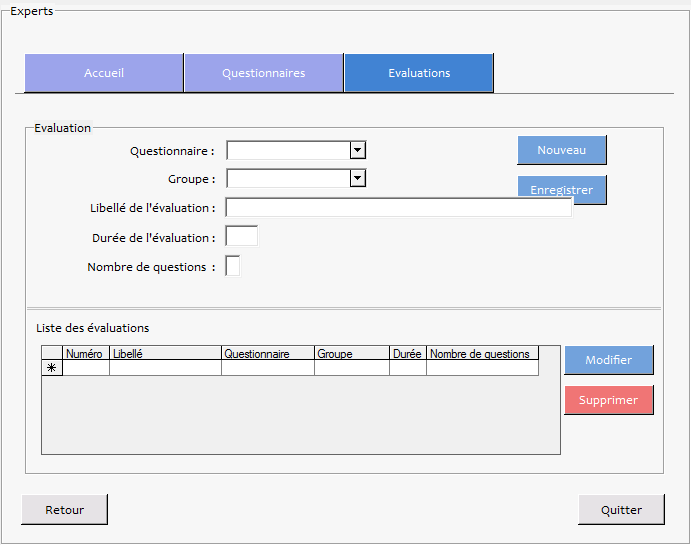 Experts
Accueil Questionnaires Evaluations
Evaluation
Questionnaire : Nouveau
Groupe : Enregistrer
Libellé de l'évaluation :
Durée de l'évaluation :
Nombre de questions :
Liste des évaluations
Numéro Libellé Questionnaire Groupe Durée Nombre de questions
Modifier
Supprimer
Retour Quitter